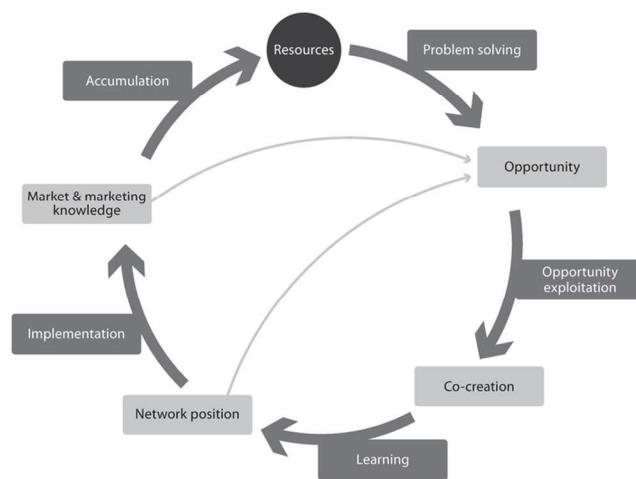 Resources
Problem solving
Accumulation
Opportunity
Market & marketing
knowledge
Opportunity
exploitation
Implementation
Co-creation
Network position
Learning